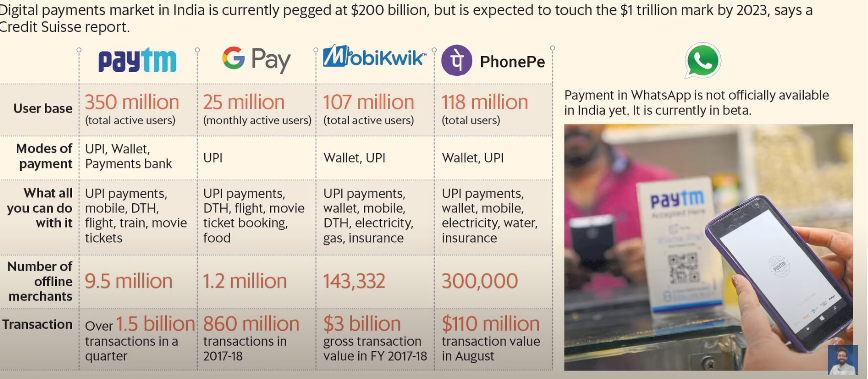 Digital payments market in India is currently pegged at $200 billion, but is expected to touch the $1 trillion mark by 2023, says a
Credit Suisse report.
paytm
G Pay
MobiKwik
पे PhonePe
User base
350 million
(total active users)
25 million
(monthly active users)
107 million
(total active users)
118 million
(total users)
Modes of
payment
UPI, Wallet,
Payments bank
UPI
Wallet, UPI
Wallet, UPI
What all
you can do
with it
UPI payments,
mobile, DTH,
flight, train, movie
tickets
UPI payments,
DTH, flight, movie
ticket booking,
food
UPI payments,
wallet, mobile,
DTH, electricity,
gas, insurance
UPI payments,
wallet, mobile,
electricity, water,
insurance
Number of
offline
merchants
9.5 million
1.2 million
143,332
300,000
Transaction
Over 1.5 billion
transactions in a
quarter
860 million
transactions in
2017-18
$3 billion
gross transaction
value in FY 2017-18
$110 million
transaction value
in August
Payment in WhatsApp is not officially available
in India yet. It is currently in beta.
paytm
Accepted Here